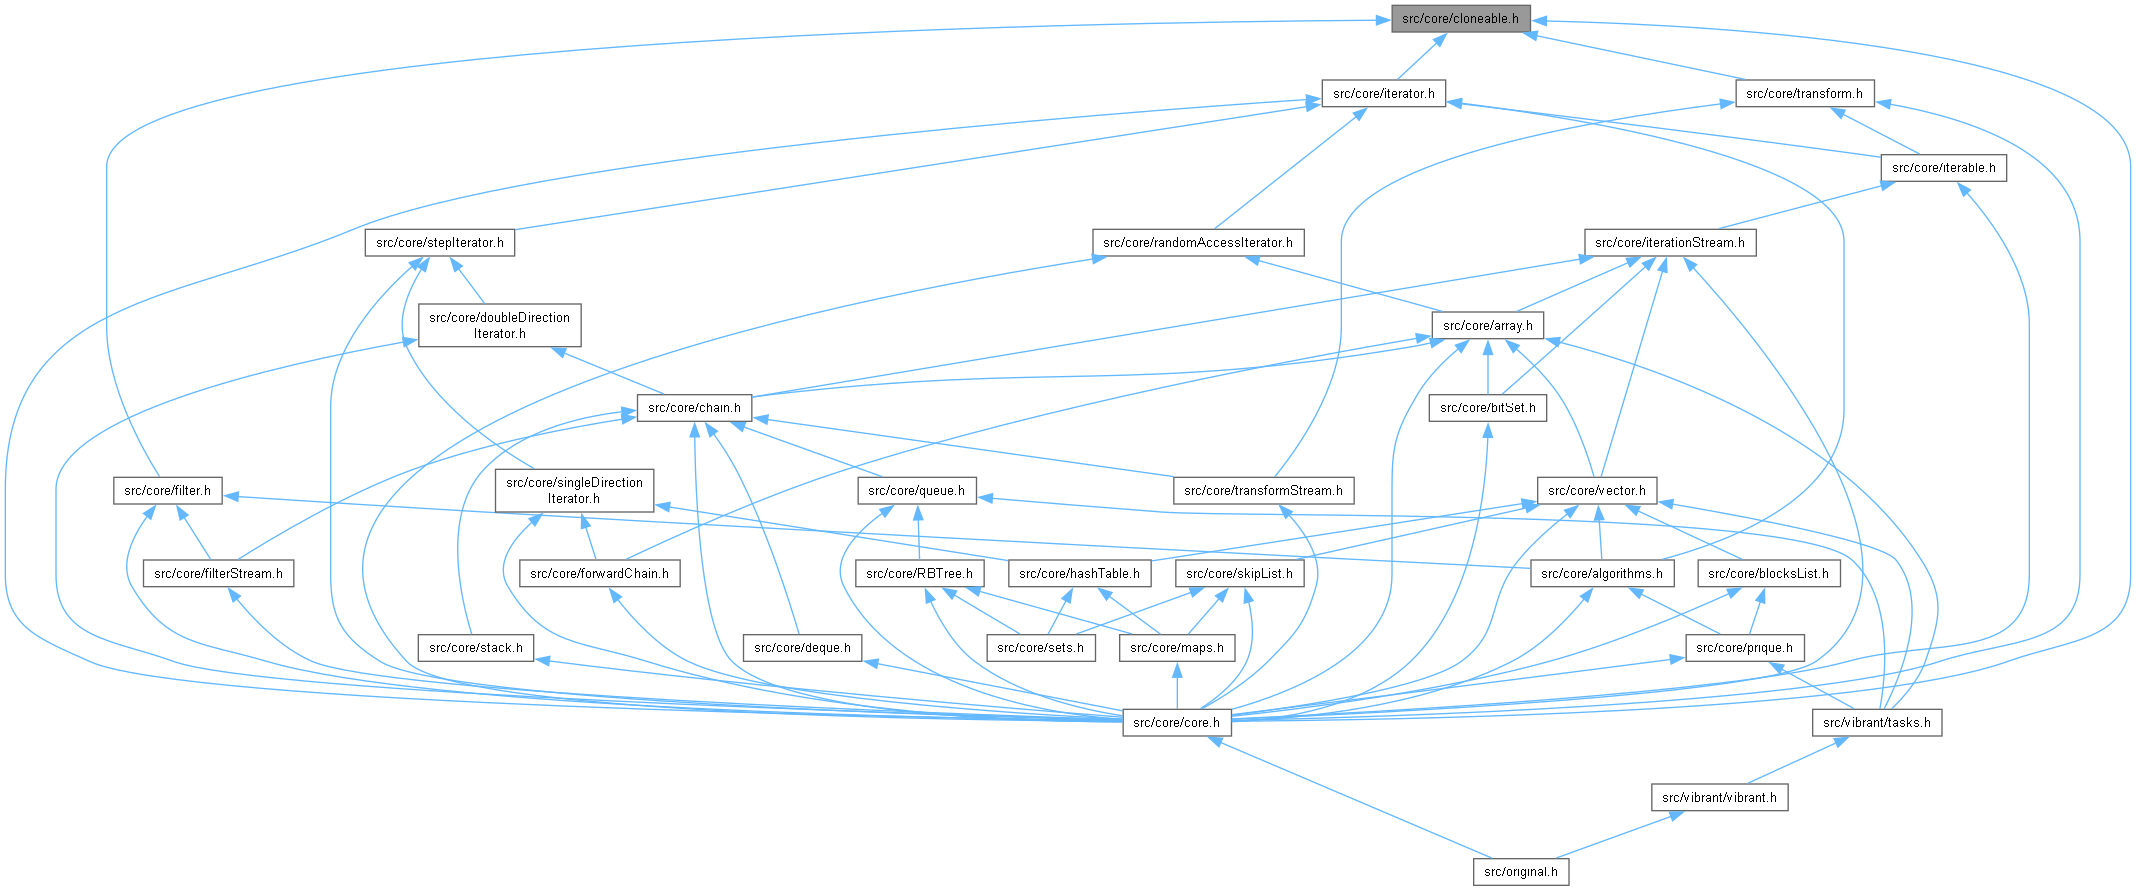 src/core/cloneable.h
src/core/iterator.h
src/core/transform.h
src/core/iterable.h
src/core/stepIterator.h
src/core/randomAccessIterator.h
src/core/iterationStream.h
src/core/doubleDirection
Iterator.h
src/core/array.h
src/core/chain.h
src/core/bitSet.h
src/core/filter.h
src/core/singleDirection
Iterator.h
src/core/queue.h
src/core/transformStream.h
src/core/vector.h
src/core/filterStream.h
src/core/forwardChain.h
src/core/RBTree.h
src/core/hashTable.h
src/core/skipList.h
src/core/algorithms.h
src/core/blocksList.h
src/core/stack.h
src/core/deque.h
src/core/sets.h
src/core/maps.h
src/core/prique.h
src/core/core.h
src/vibrant/tasks.h
src/vibrant/vibrant.h
src/original.h